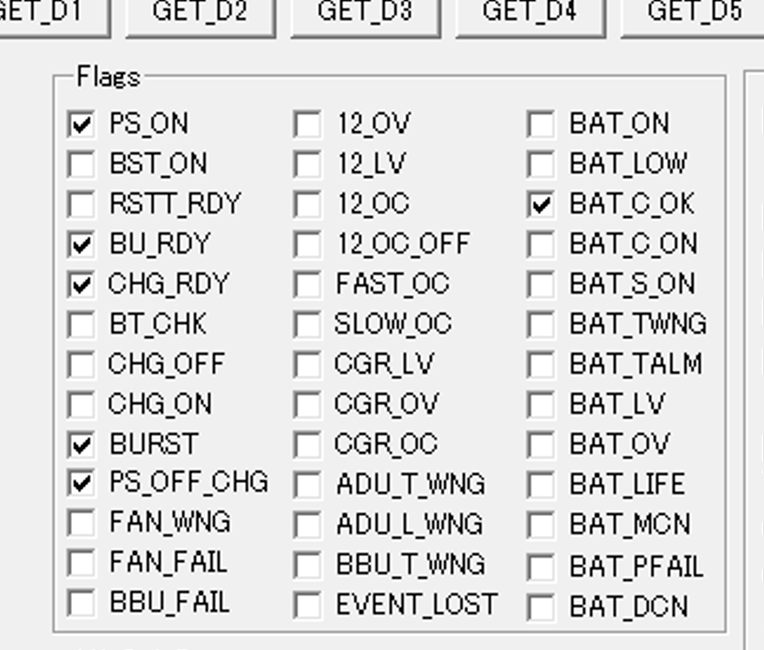 GET_D1 GET_D2 GET_D3 GET_D4 GET_D5
Flags
PS_ON 12_OV BAT_ON
BST_ON 12_LV BAT_LOW
RSTT_RDY 12_OC BAT_C_OK
BU_RDY 12_OC_OFF BAT_C_ON
CHG_RDY FAST_OC BAT_S_ON
BT_CHK SLOW_OC BAT_TWNG
CHG_OFF CGR_LV BAT_TALM
CHG_ON CGR_OV BAT_LV
BURST CGR_OC BAT_OV
PS_OFF_CHG ADU_T_WNG BAT_LIFE
FAN_WNG ADU_L_WNG BAT_MCN
FAN_FAIL BBU_T_WNG BAT_PFAIL
BBU_FAIL EVENT_LOST BAT_DCN